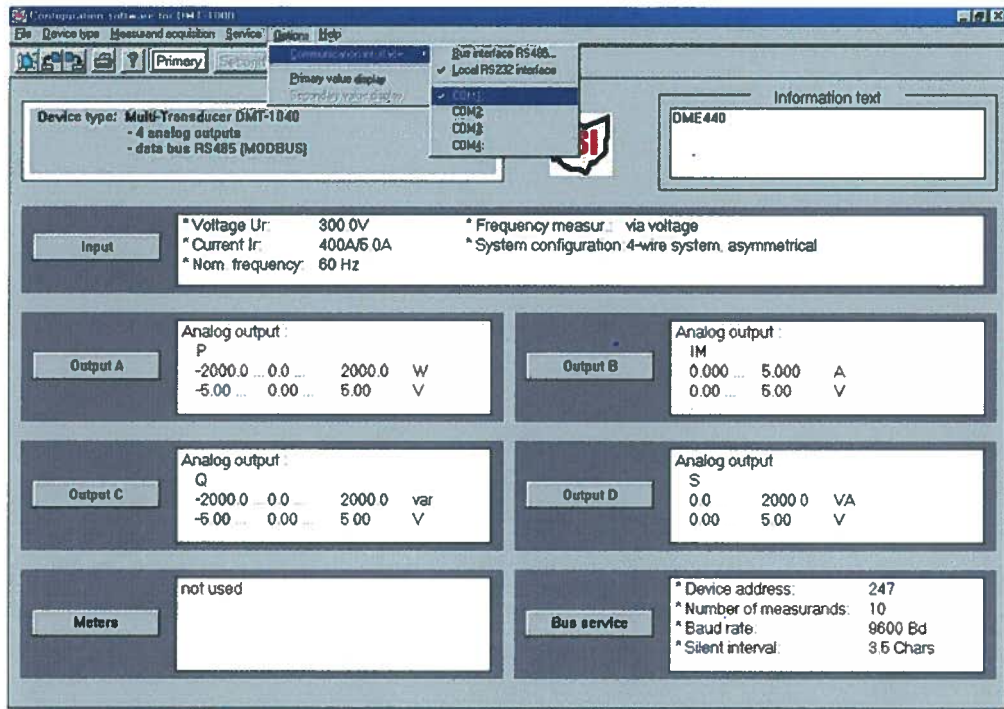 Configuration software for DMT-1000
File Device type Measurand acquisition Service Options Help
Bus interface RS485...
Local RS232 interface
Primary value display
Secondary value display
COM1:
COM2:
COM3:
COM4:
Primary
Device type: Multi-Transducer DMT-1040
- 4 analog outputs
- data bus RS485 (MODBUS)
SI
Information text
DME440
Input
* Voltage Ur: 300.0V
* Current Ir: 400A/5.0A
* Nom. frequency: 60 Hz
* Frequency measur.: via voltage
* System configuration: 4-wire system, asymmetrical
Output A
Analog output :
P
-2000.0 ... 0.0 ... 2000.0 W
-5.00 ... 0.00 ... 5.00 V
Output B
Analog output :
IM
0.000 ... 5.000 A
0.00 ... 5.00 V
Output C
Analog output :
Q
-2000.0 ... 0.0 ... 2000.0 var
-5.00 ... 0.00 ... 5.00 V
Output D
Analog output
S
0.0 2000.0 VA
0.00 5.00 V
Meters
not used
Bus service
* Device address: 247
* Number of measurands: 10
* Baud rate: 9600 Bd
* Silent interval: 3.5 Chars